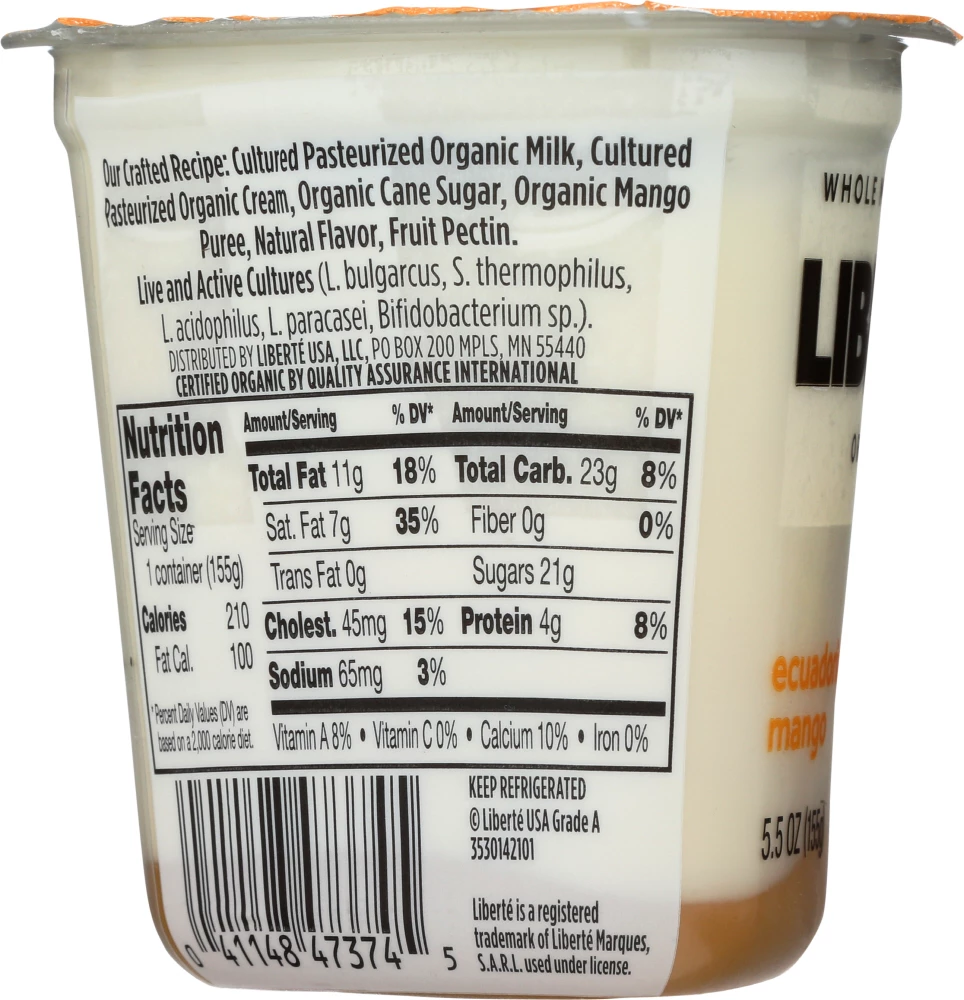 Our Crafted Recipe: Cultured Pasteurized Organic Milk, Cultured
Pasteurized Organic Cream, Organic Cane Sugar, Organic Mango
Puree, Natural Flavor, Fruit Pectin.
Live and Active Cultures (L. bulgarcus, S. thermophilus,
L. acidophilus, L. paracasei, Bifidobacterium sp.).
DISTRIBUTED BY LIBERTÉ USA, LLC, PO BOX 200 MPLS, MN 55440
CERTIFIED ORGANIC BY QUALITY ASSURANCE INTERNATIONAL
Nutrition
Facts
Serving Size
1 container (155g)
Calories 210
Fat Cal. 100
*Percent Daily Values (DV) are
based on a 2,000 calorie diet.
Amount/Serving % DV* Amount/Serving % DV*
Total Fat 11g 18% Total Carb. 23g 8%
Sat. Fat 7g 35% Fiber 0g 0%
Trans Fat 0g Sugars 21g
Cholest. 45mg 15% Protein 4g 8%
Sodium 65mg 3%
Vitamin A 8% • Vitamin C 0% • Calcium 10% • Iron 0%
KEEP REFRIGERATED
© Liberté USA Grade A
3530142101
Liberté is a registered
trademark of Liberté Marques,
S.A.R.L. used under license.
0 41148 47374 5
WHOLE
LIB
ecuador
mango
5.5 OZ (155g